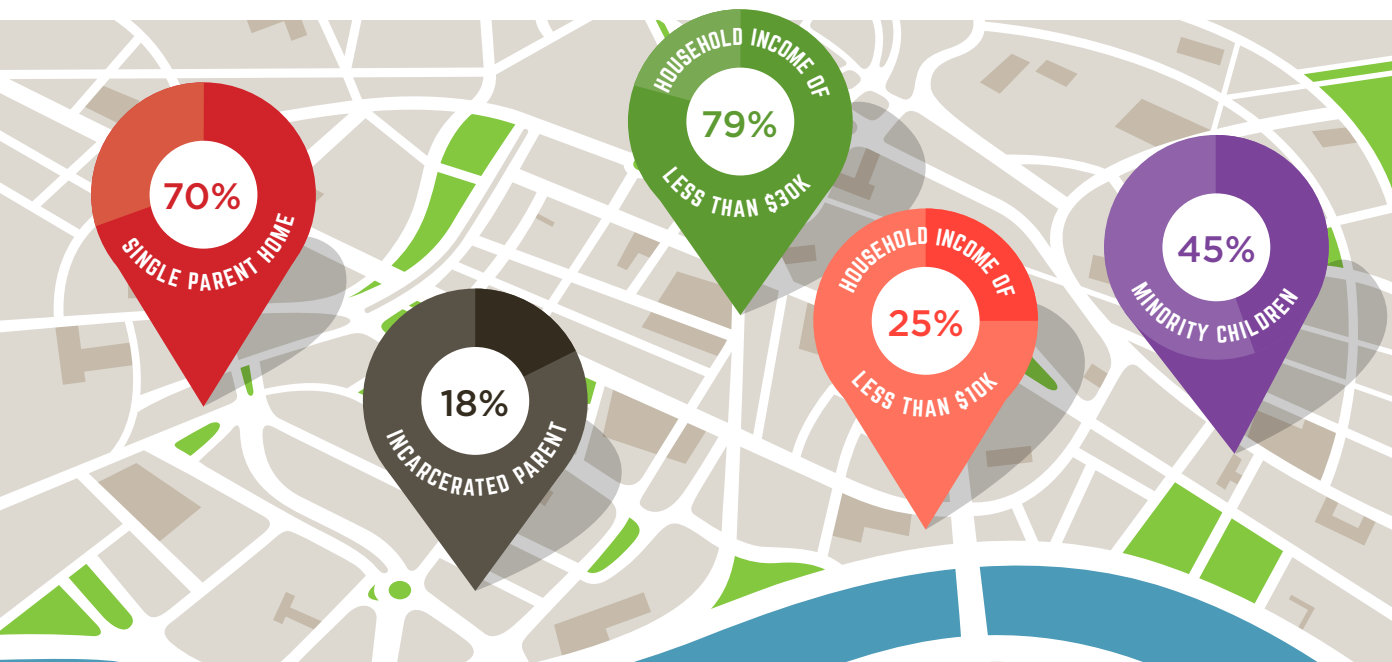 70%
SINGLE PARENT HOME
18%
INCARCERATED PARENT
HOUSEHOLD INCOME OF
79%
LESS THAN $30K
HOUSEHOLD INCOME OF
25%
LESS THAN $10K
45%
MINORITY CHILDREN